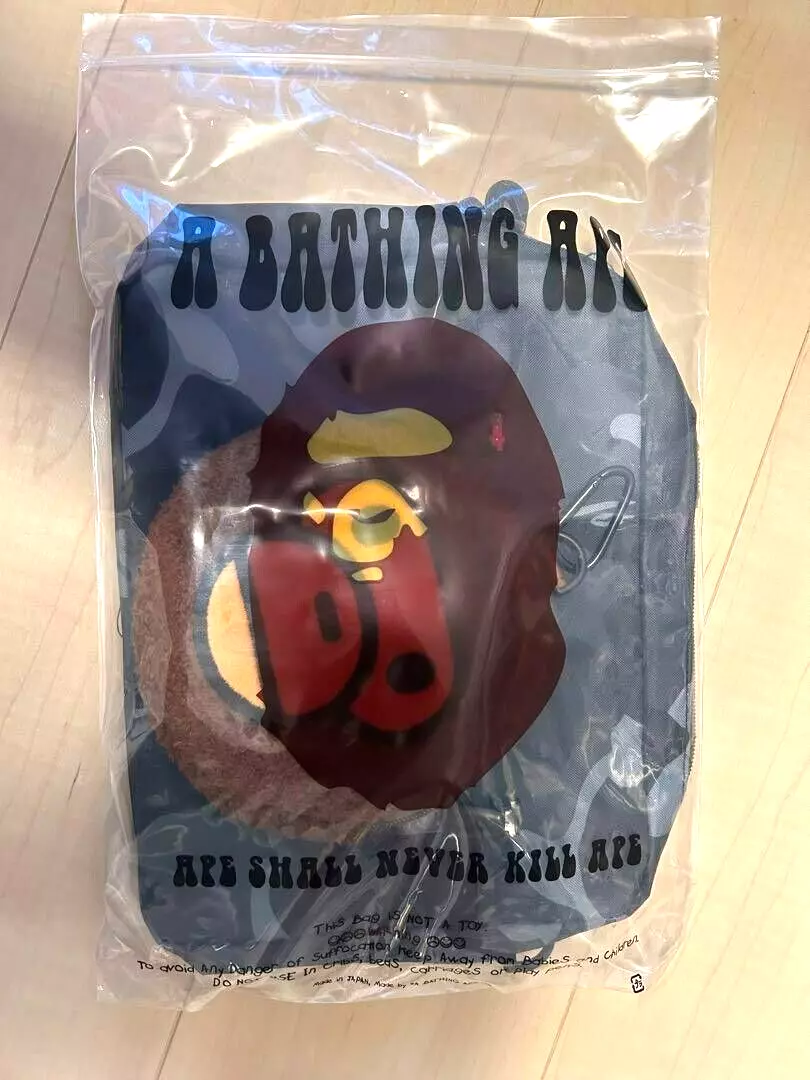 A BATHING AP
APE SHALL NEVER KILL APE
THIS Bag IS NOT A TOY.
WARNING
To avoid Any Danger of Suffocation Keep Away from Babies and Children
DO NOT USE In cribs, beds, carriages or play pens
Made in JAPAN, Made by A BATHING